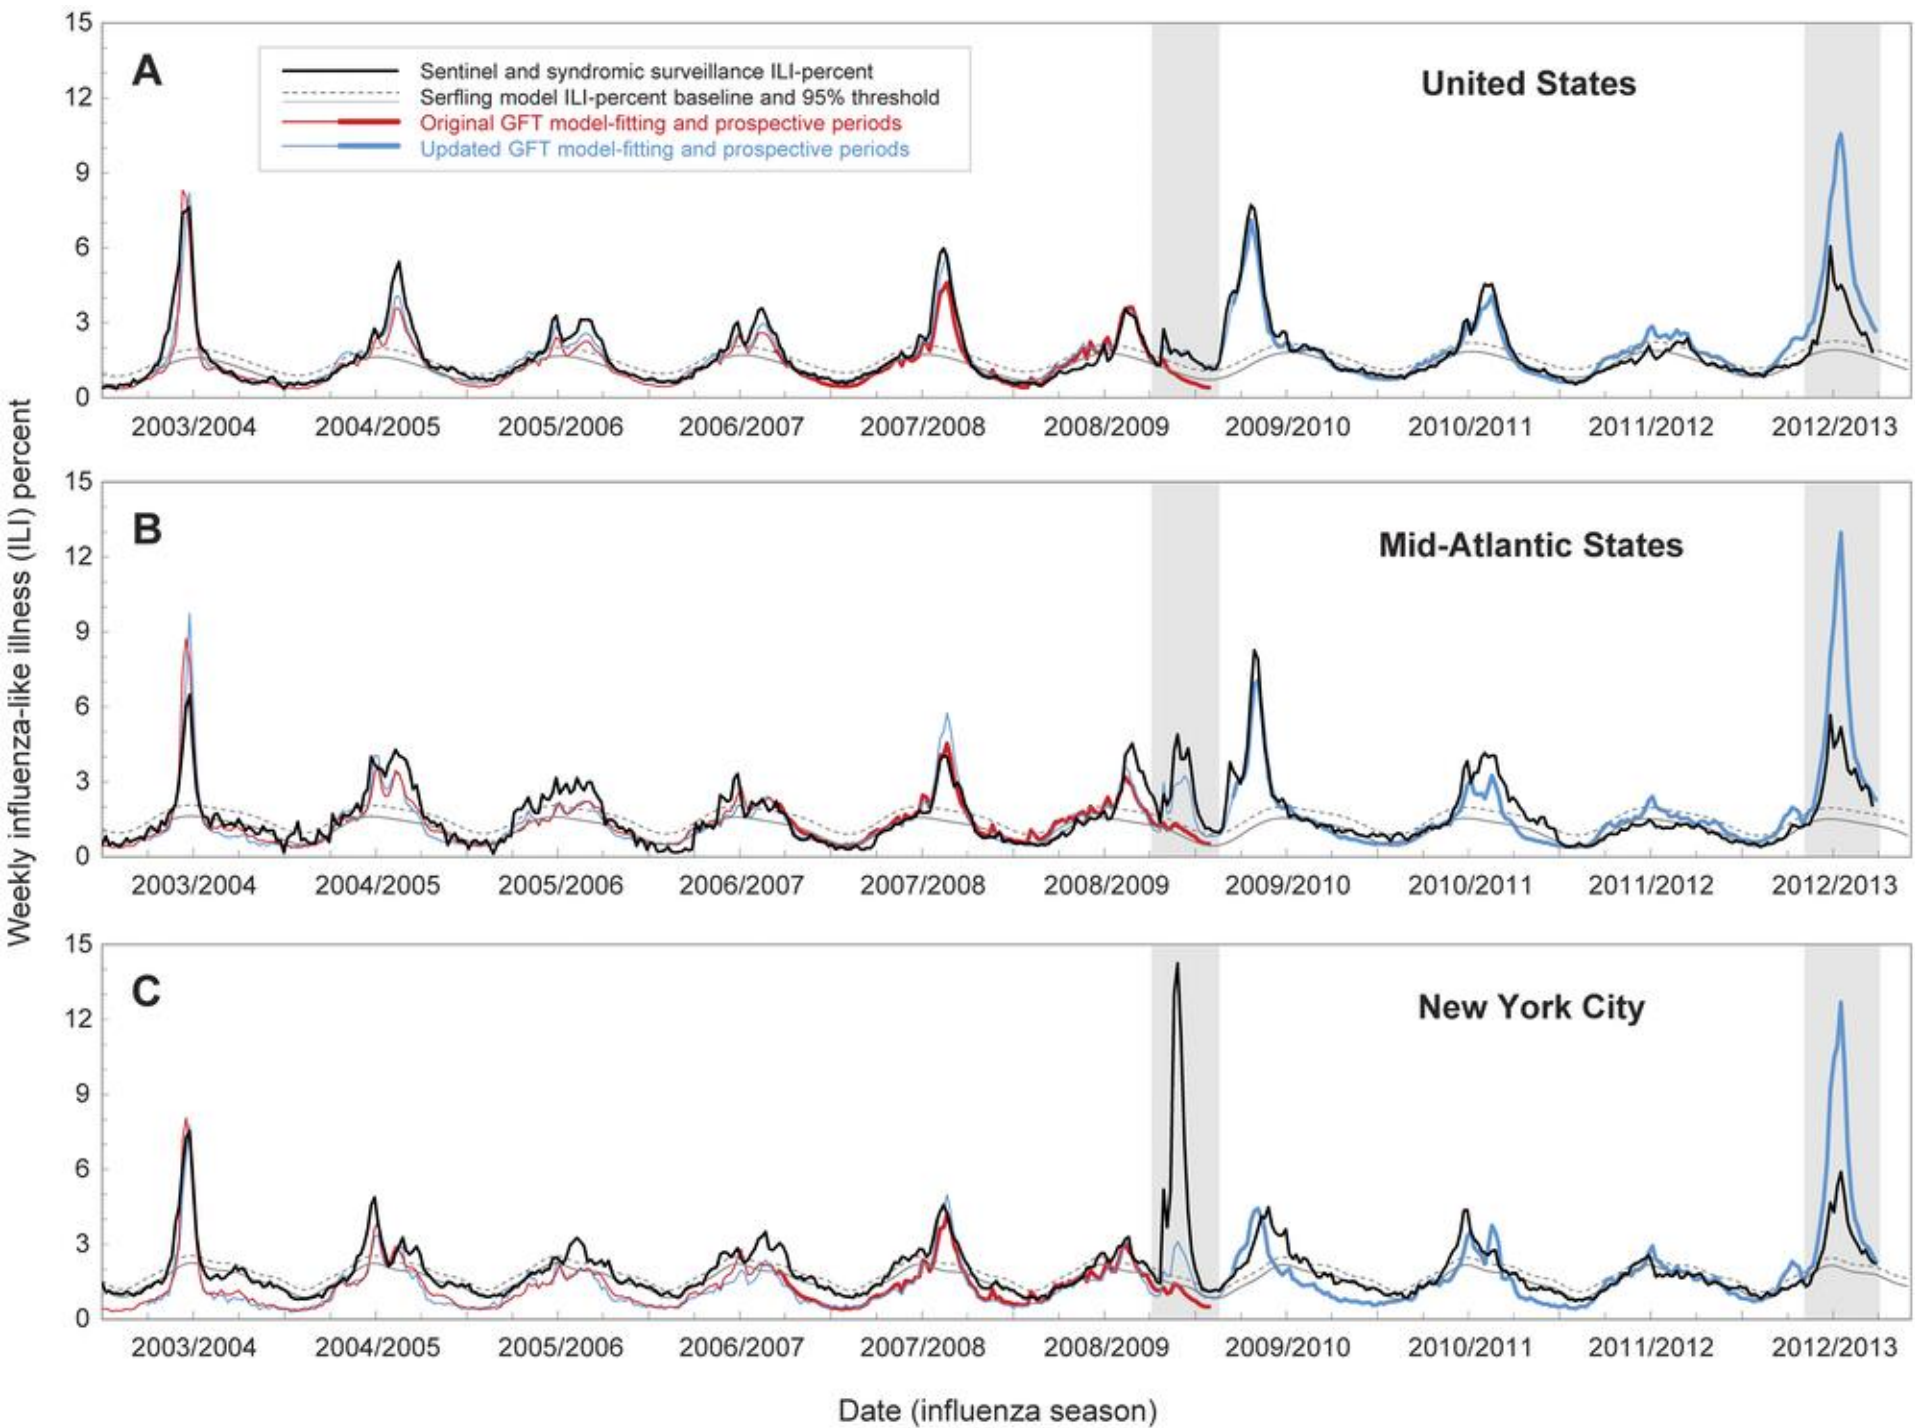 Weekly influenza-like illness (ILI) percent
15
12
9
6
3
0
A
Sentinel and syndromic surveillance ILI-percent
Serfling model ILI-percent baseline and 95% threshold
Original GFT model-fitting and prospective periods
Updated GFT model-fitting and prospective periods
United States
2003/2004 2004/2005 2005/2006 2006/2007 2007/2008 2008/2009 2009/2010 2010/2011 2011/2012 2012/2013
15
12
9
6
3
0
B
Mid-Atlantic States
2003/2004 2004/2005 2005/2006 2006/2007 2007/2008 2008/2009 2009/2010 2010/2011 2011/2012 2012/2013
15
12
9
6
3
0
C
New York City
2003/2004 2004/2005 2005/2006 2006/2007 2007/2008 2008/2009 2009/2010 2010/2011 2011/2012 2012/2013
Date (influenza season)